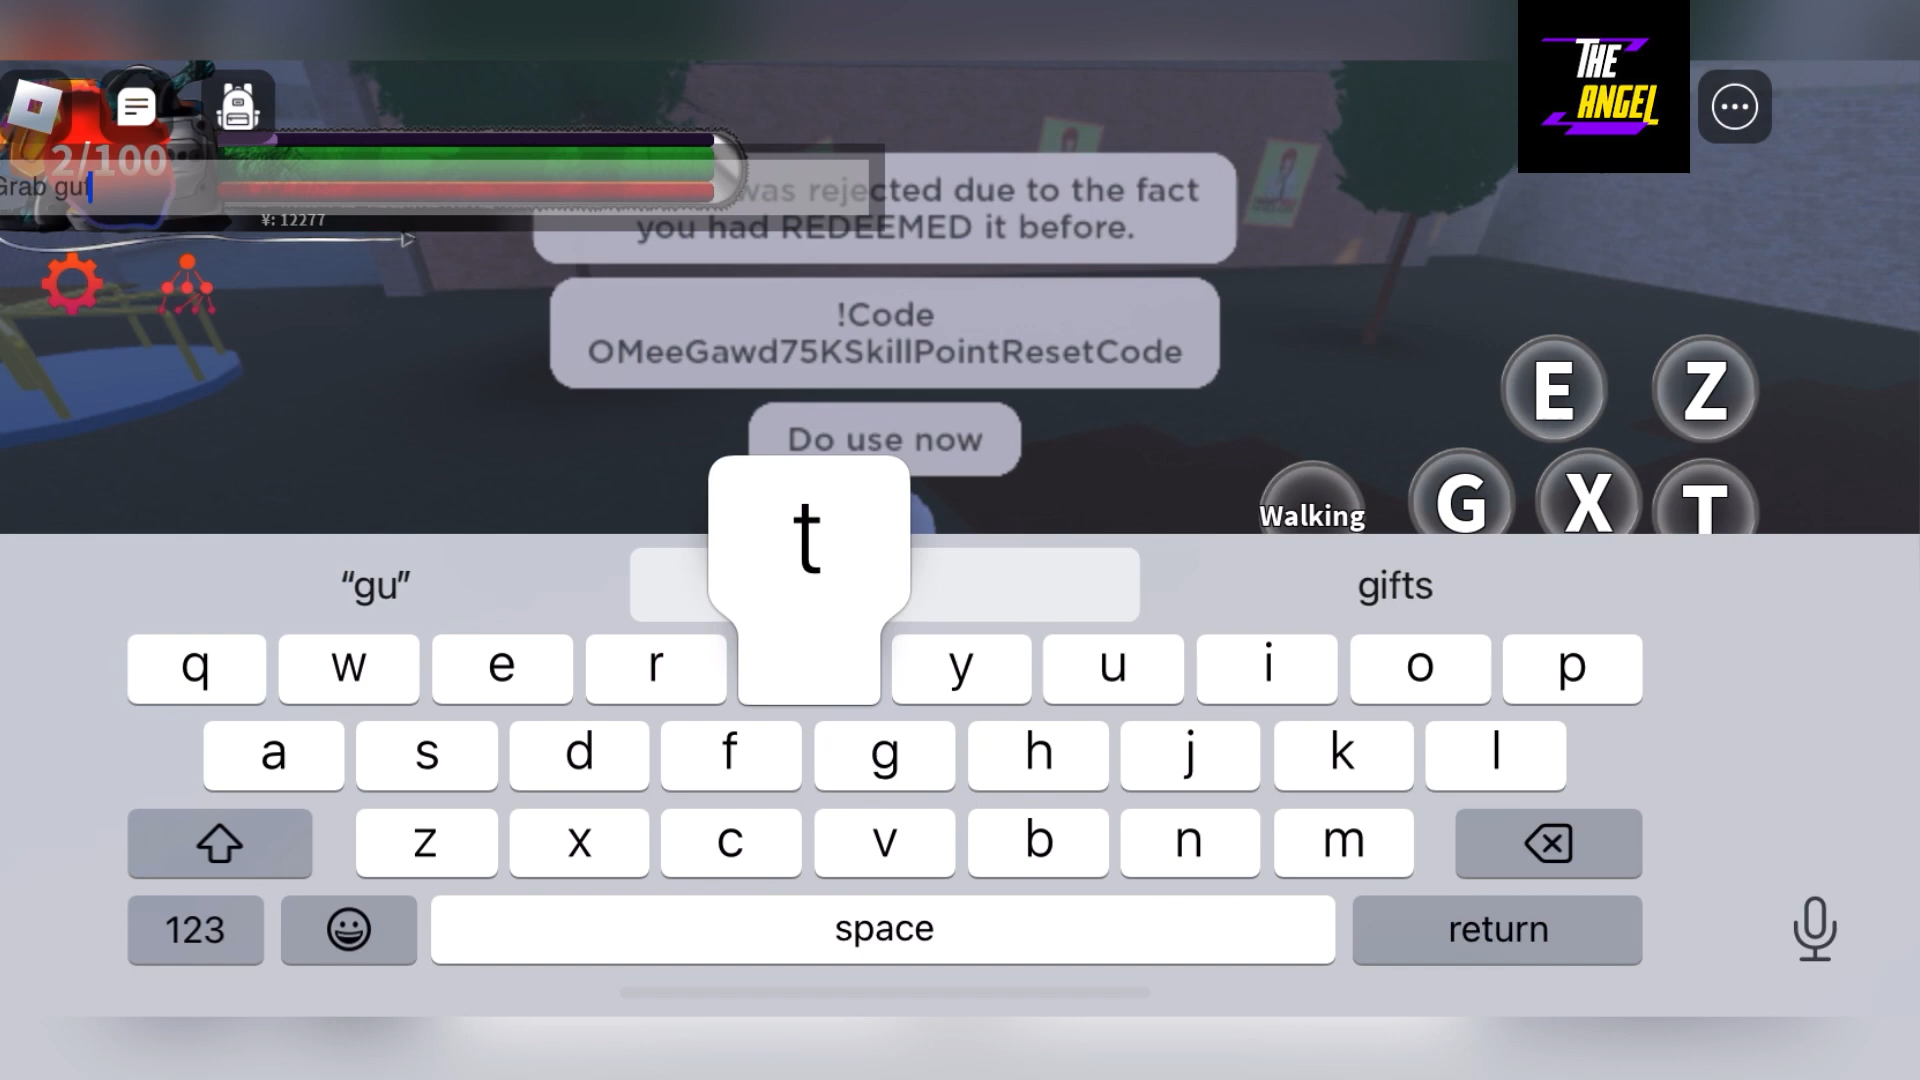 THE
ANGEL
2/100
Grab gu
¥: 12277
was rejected due to the fact
you had REDEEMED it before.
!Code
OMeeGawd75KSkillPointResetCode
Do use now
E
Z
Walking
G
X
T
t
“gu”
gifts
q w e r y u i o p
a s d f g h j k l
z x c v b n m
123
space
return